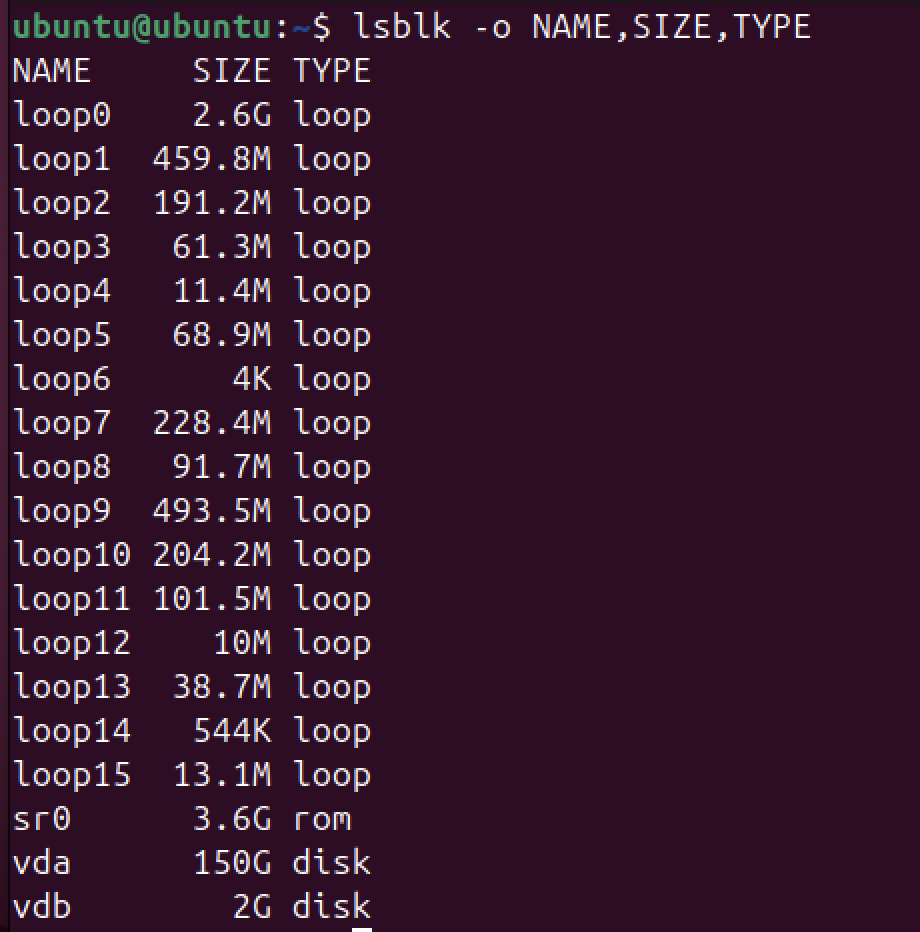 ubuntu@ubuntu:~$ lsblk -o NAME,SIZE,TYPE
NAME     SIZE TYPE
loop0    2.6G loop
loop1  459.8M loop
loop2  191.2M loop
loop3   61.3M loop
loop4   11.4M loop
loop5   68.9M loop
loop6      4K loop
loop7  228.4M loop
loop8   91.7M loop
loop9  493.5M loop
loop10 204.2M loop
loop11 101.5M loop
loop12    10M loop
loop13  38.7M loop
loop14   544K loop
loop15  13.1M loop
sr0      3.6G rom
vda      150G disk
vdb        2G disk